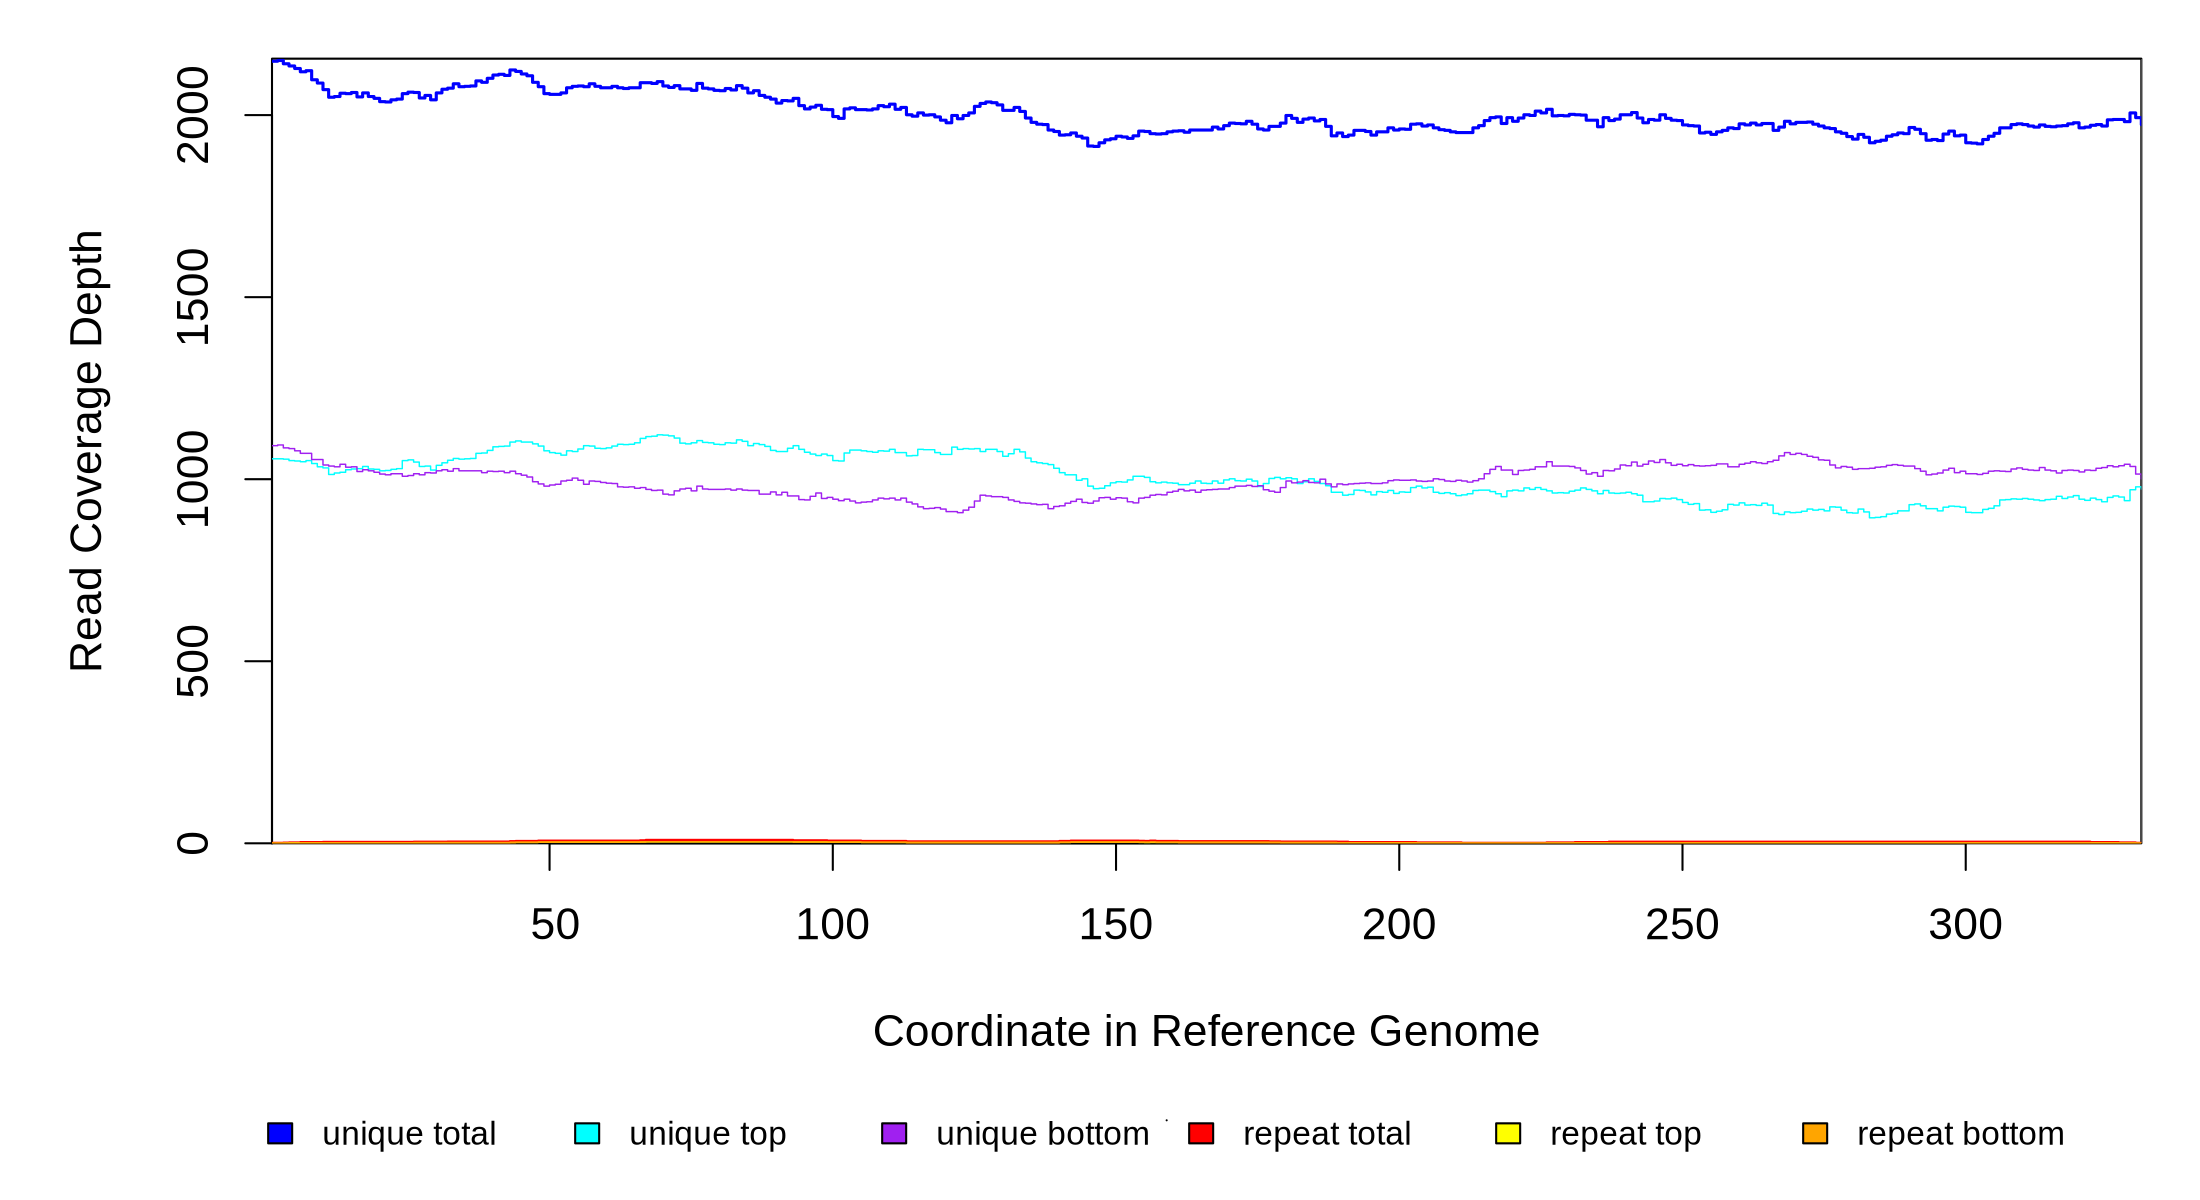 2000
1500
1000
500
0
Read Coverage Depth
50 100 150 200 250 300
Coordinate in Reference Genome
unique total unique top unique bottom repeat total repeat top repeat bottom